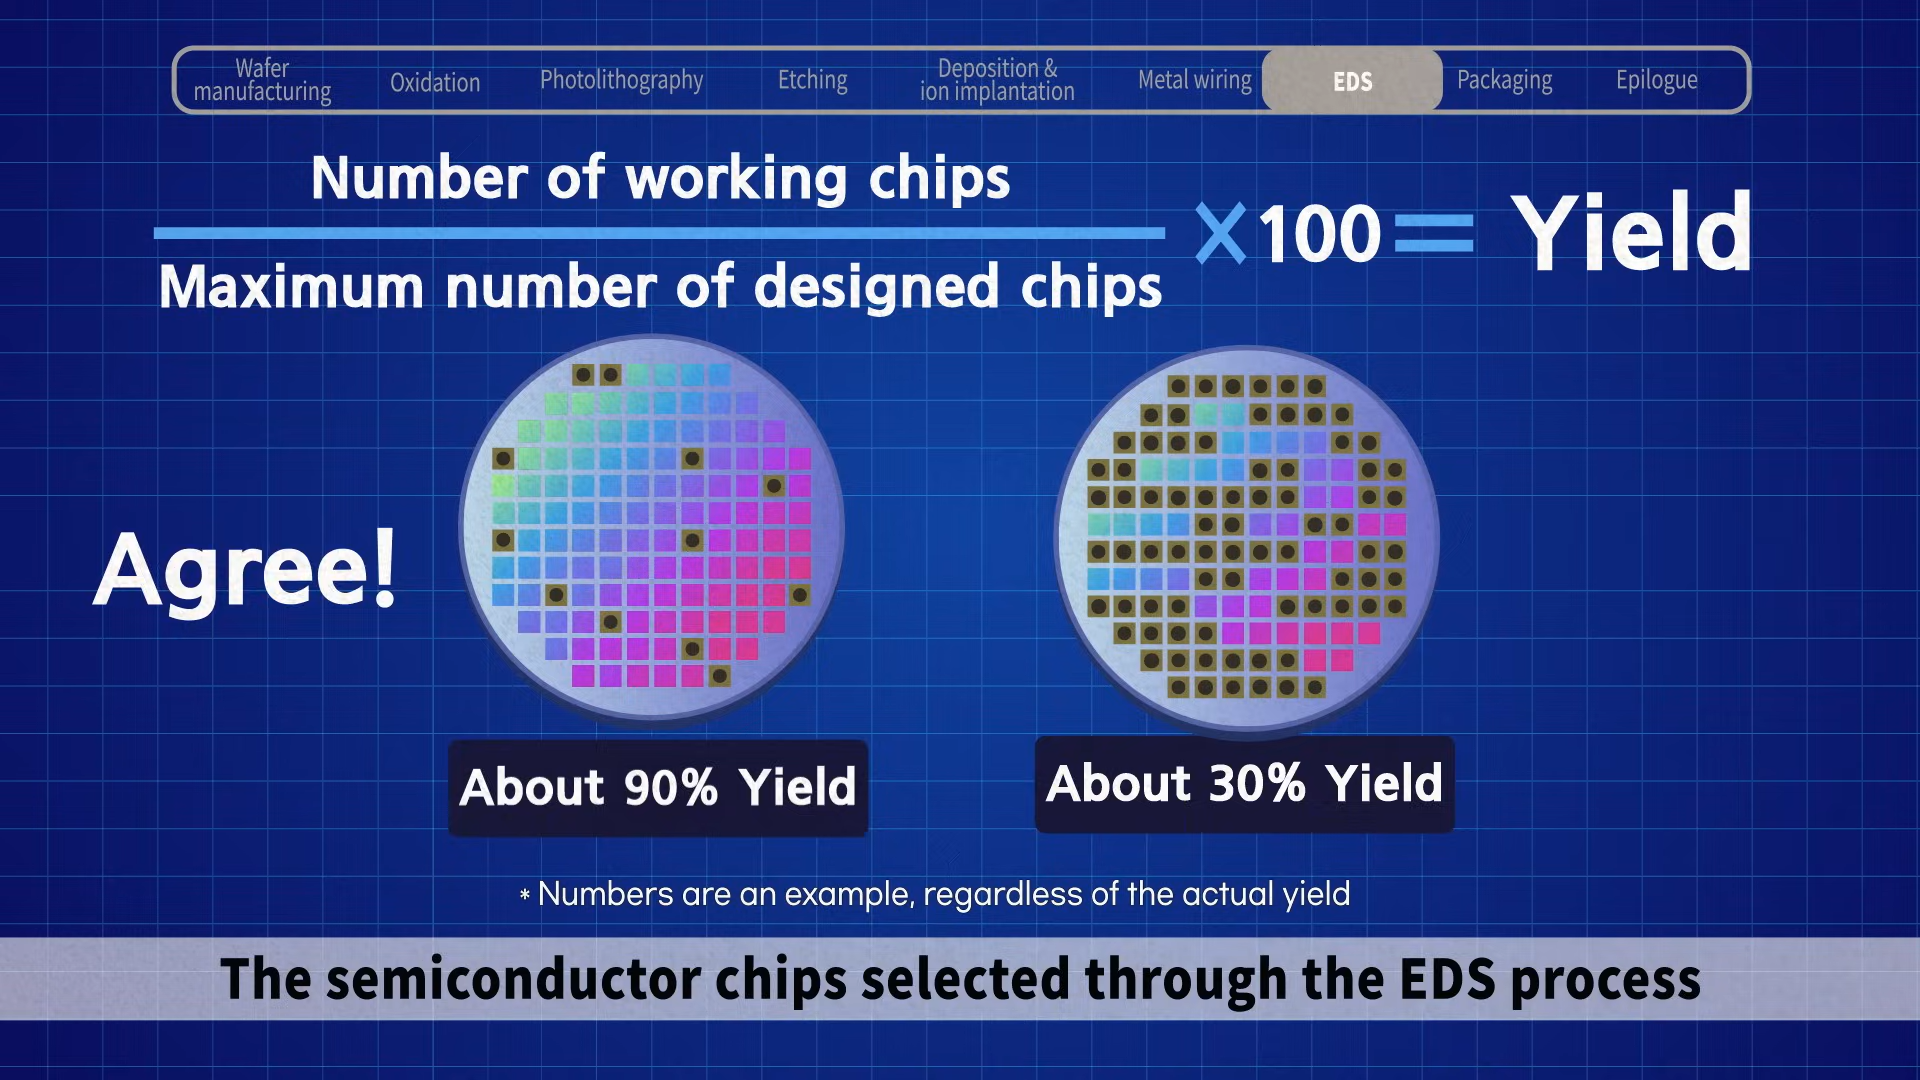 Wafer
manufacturing
Oxidation
Photolithography
Etching
Deposition &
ion implantation
Metal wiring
EDS
Packaging
Epilogue
Number of working chips
Maximum number of designed chips
×100 = Yield
Agree!
About 90% Yield
About 30% Yield
* Numbers are an example, regardless of the actual yield
The semiconductor chips selected through the EDS process